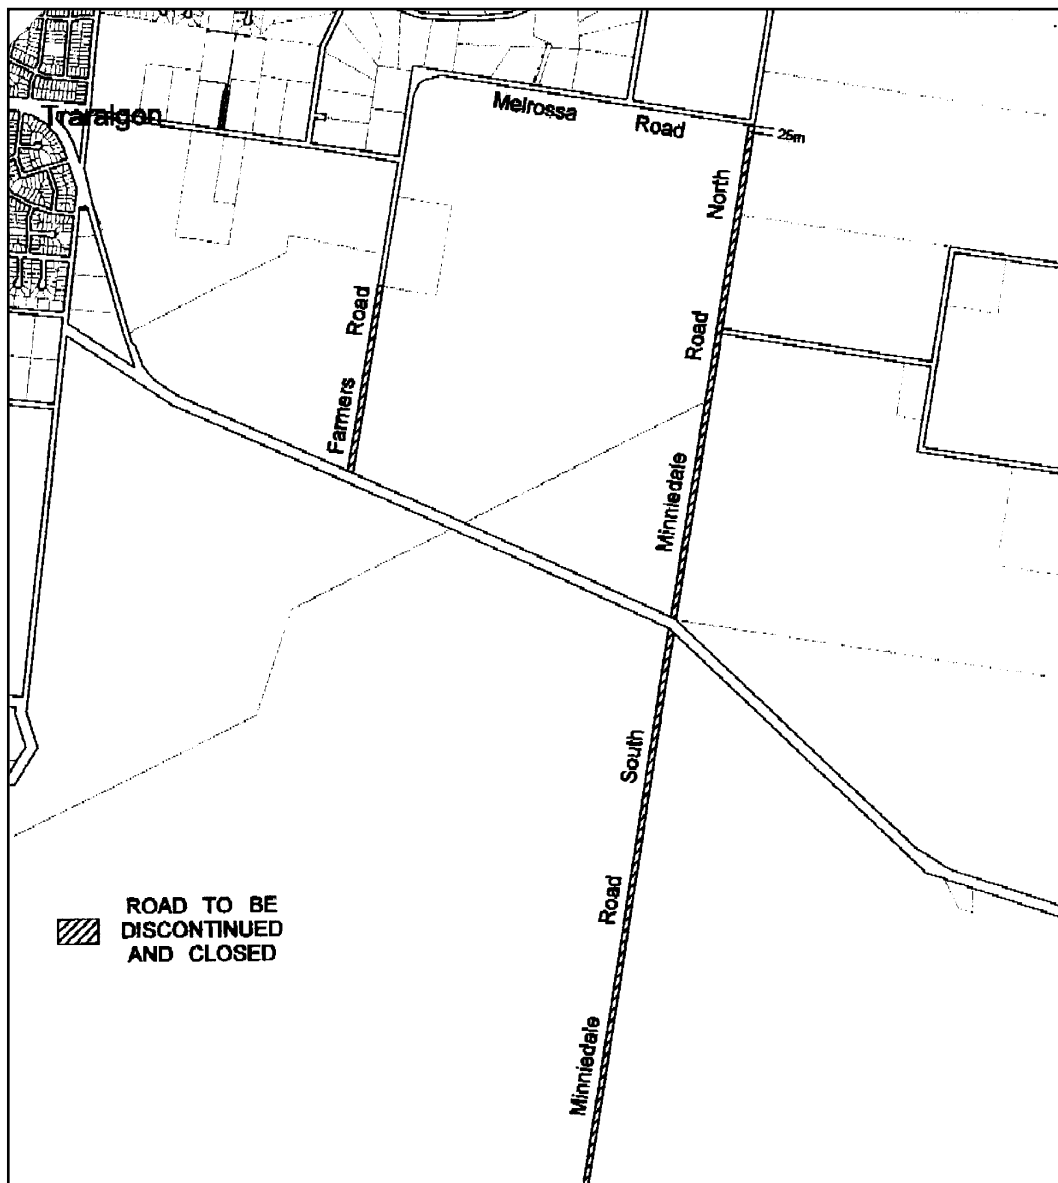 Traralgon
Melrossa Road
25m
Minniedale Road North
Farmers Road
Minniedale Road South
ROAD TO BE
DISCONTINUED
AND CLOSED